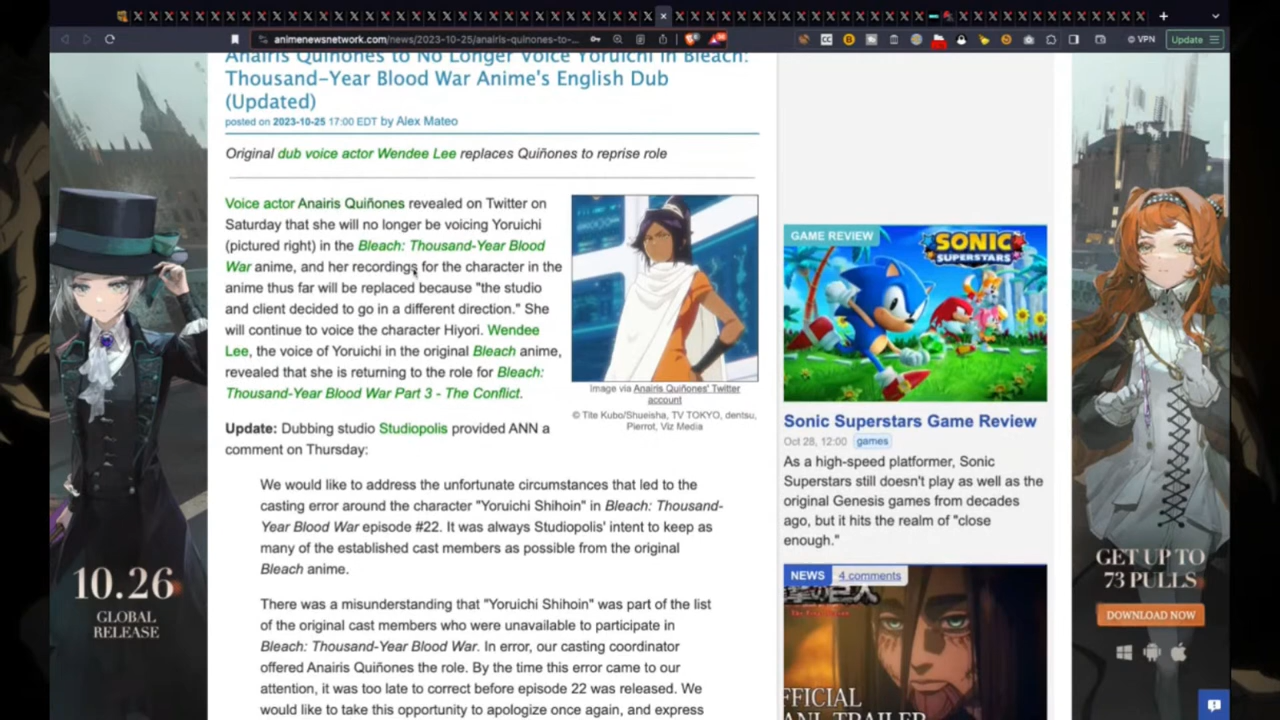 animenewsnetwork.com/news/2023-10-25/anairis-quinones-to-...
VPN
Update
Anairis Quiñones to No Longer Voice Yoruichi in Bleach:
Thousand-Year Blood War Anime's English Dub
(Updated)
posted on 2023-10-25 17:00 EDT by Alex Mateo
Original dub voice actor Wendee Lee replaces Quiñones to reprise role
Voice actor Anairis Quiñones revealed on Twitter on
Saturday that she will no longer be voicing Yoruichi
(pictured right) in the Bleach: Thousand-Year Blood
War anime, and her recordings for the character in the
anime thus far will be replaced because "the studio
and client decided to go in a different direction." She
will continue to voice the character Hiyori. Wendee
Lee, the voice of Yoruichi in the original Bleach anime,
revealed that she is returning to the role for Bleach:
Thousand-Year Blood War Part 3 - The Conflict.
Image via Anairis Quiñones' Twitter
account
© Tite Kubo/Shueisha, TV TOKYO, dentsu,
Pierrot, Viz Media
Update: Dubbing studio Studiopolis provided ANN a
comment on Thursday:
We would like to address the unfortunate circumstances that led to the
casting error around the character "Yoruichi Shihoin" in Bleach: Thousand-
Year Blood War episode #22. It was always Studiopolis' intent to keep as
many of the established cast members as possible from the original
Bleach anime.
There was a misunderstanding that "Yoruichi Shihoin" was part of the list
of the original cast members who were unavailable to participate in
Bleach: Thousand-Year Blood War. In error, our casting coordinator
offered Anairis Quiñones the role. By the time this error came to our
attention, it was too late to correct before episode 22 was released. We
would like to take this opportunity to apologize once again, and express
GAME REVIEW
SONIC
SUPERSTARS
Sonic Superstars Game Review
Oct 28, 12:00 games
As a high-speed platformer, Sonic
Superstars still doesn't play as well as the
original Genesis games from decades
ago, but it hits the realm of "close
enough."
NEWS 4 comments
FFICIAL
ANL TRAILER
10.26
GLOBAL
RELEASE
GET UP TO
73 PULLS
DOWNLOAD NOW